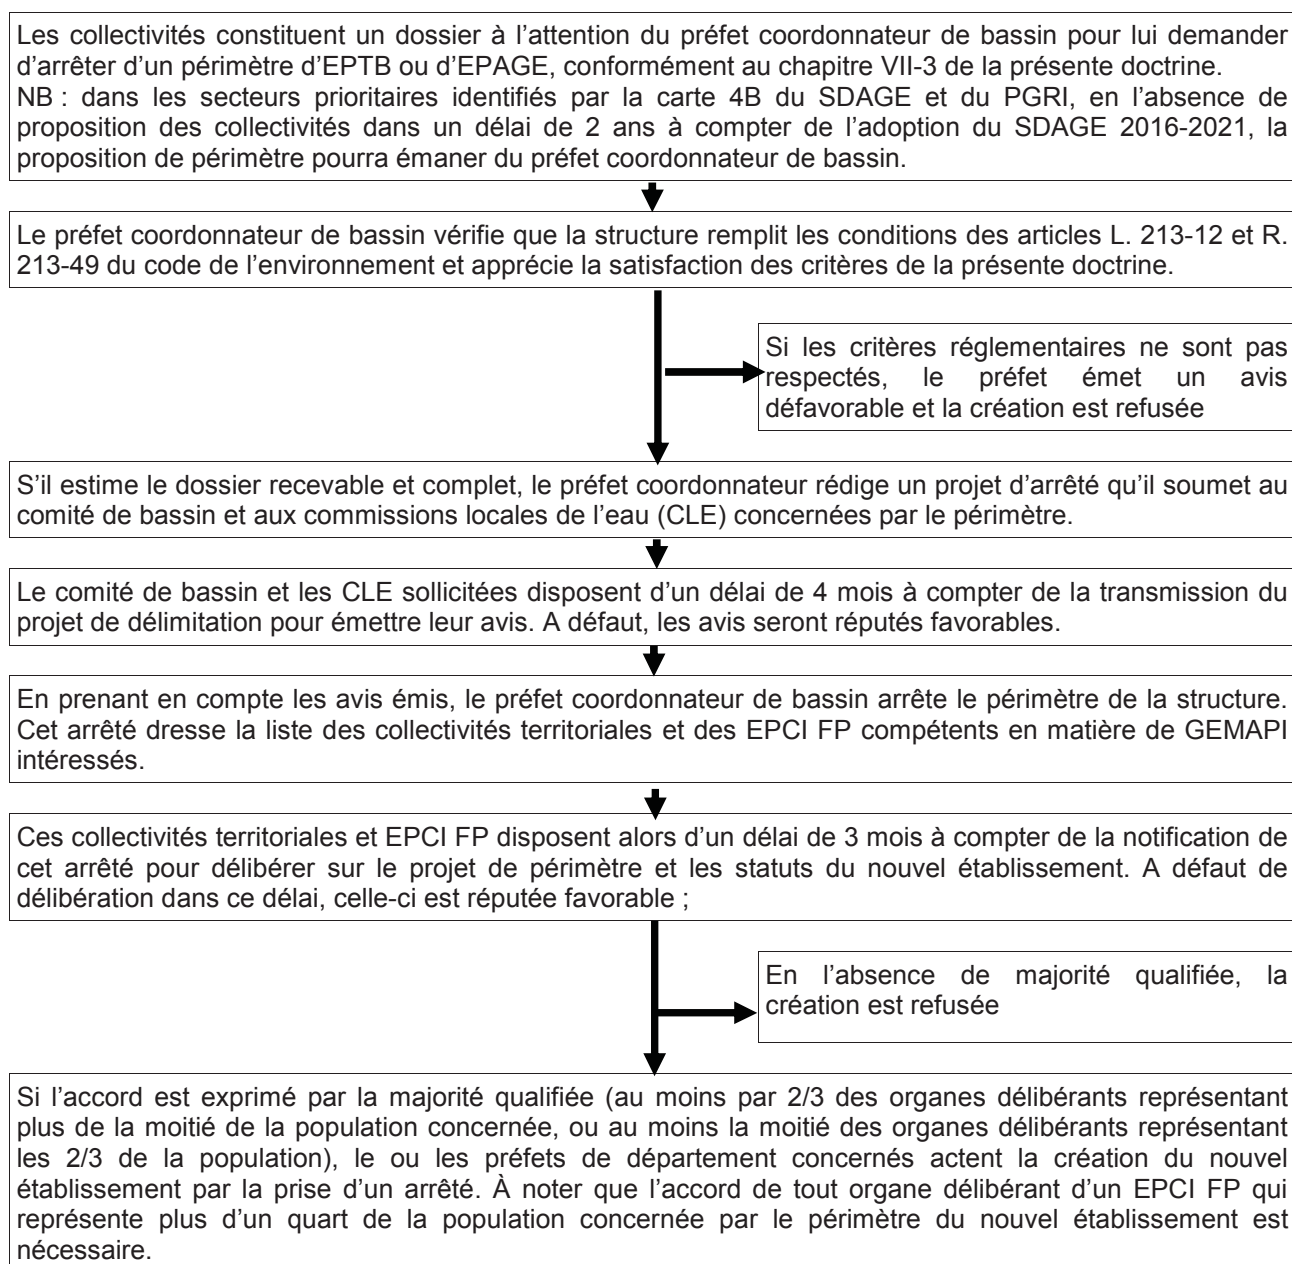 Les collectivités constituent un dossier à l’attention du préfet coordonnateur de bassin pour lui demander
d’arrêter d’un périmètre d’EPTB ou d’EPAGE, conformément au chapitre VII-3 de la présente doctrine.
NB : dans les secteurs prioritaires identifiés par la carte 4B du SDAGE et du PGRI, en l’absence de
proposition des collectivités dans un délai de 2 ans à compter de l’adoption du SDAGE 2016-2021, la
proposition de périmètre pourra émaner du préfet coordonnateur de bassin.
Le préfet coordonnateur de bassin vérifie que la structure remplit les conditions des articles L. 213-12 et R.
213-49 du code de l’environnement et apprécie la satisfaction des critères de la présente doctrine.
Si les critères réglementaires ne sont pas
respectés, le préfet émet un avis
défavorable et la création est refusée
S’il estime le dossier recevable et complet, le préfet coordonnateur rédige un projet d’arrêté qu’il soumet au
comité de bassin et aux commissions locales de l’eau (CLE) concernées par le périmètre.
Le comité de bassin et les CLE sollicitées disposent d’un délai de 4 mois à compter de la transmission du
projet de délimitation pour émettre leur avis. A défaut, les avis seront réputés favorables.
En prenant en compte les avis émis, le préfet coordonnateur de bassin arrête le périmètre de la structure.
Cet arrêté dresse la liste des collectivités territoriales et des EPCI FP compétents en matière de GEMAPI
intéressés.
Ces collectivités territoriales et EPCI FP disposent alors d’un délai de 3 mois à compter de la notification de
cet arrêté pour délibérer sur le projet de périmètre et les statuts du nouvel établissement. A défaut de
délibération dans ce délai, celle-ci est réputée favorable ;
En l’absence de majorité qualifiée, la
création est refusée
Si l’accord est exprimé par la majorité qualifiée (au moins par 2/3 des organes délibérants représentant
plus de la moitié de la population concernée, ou au moins la moitié des organes délibérants représentant
les 2/3 de la population), le ou les préfets de département concernés actent la création du nouvel
établissement par la prise d’un arrêté. À noter que l’accord de tout organe délibérant d’un EPCI FP qui
représente plus d’un quart de la population concernée par le périmètre du nouvel établissement est
nécessaire.